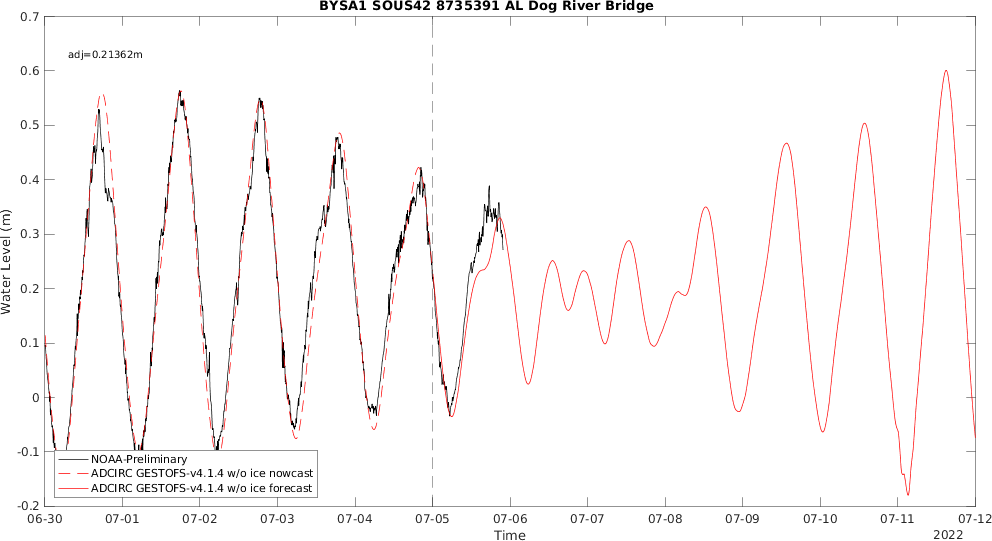 BYSA1 SOUS42 8735391 AL Dog River Bridge
0.7
adj=0.21362m
0.6
0.5
0.4
0.3
0.2
0.1
0
-0.1
-0.2
Water Level (m)
NOAA-Preliminary
ADCIRC GESTOFS-v4.1.4 w/o ice nowcast
ADCIRC GESTOFS-v4.1.4 w/o ice forecast
06-30 07-01 07-02 07-03 07-04 07-05 07-06 07-07 07-08 07-09 07-10 07-11 07-12
Time
2022